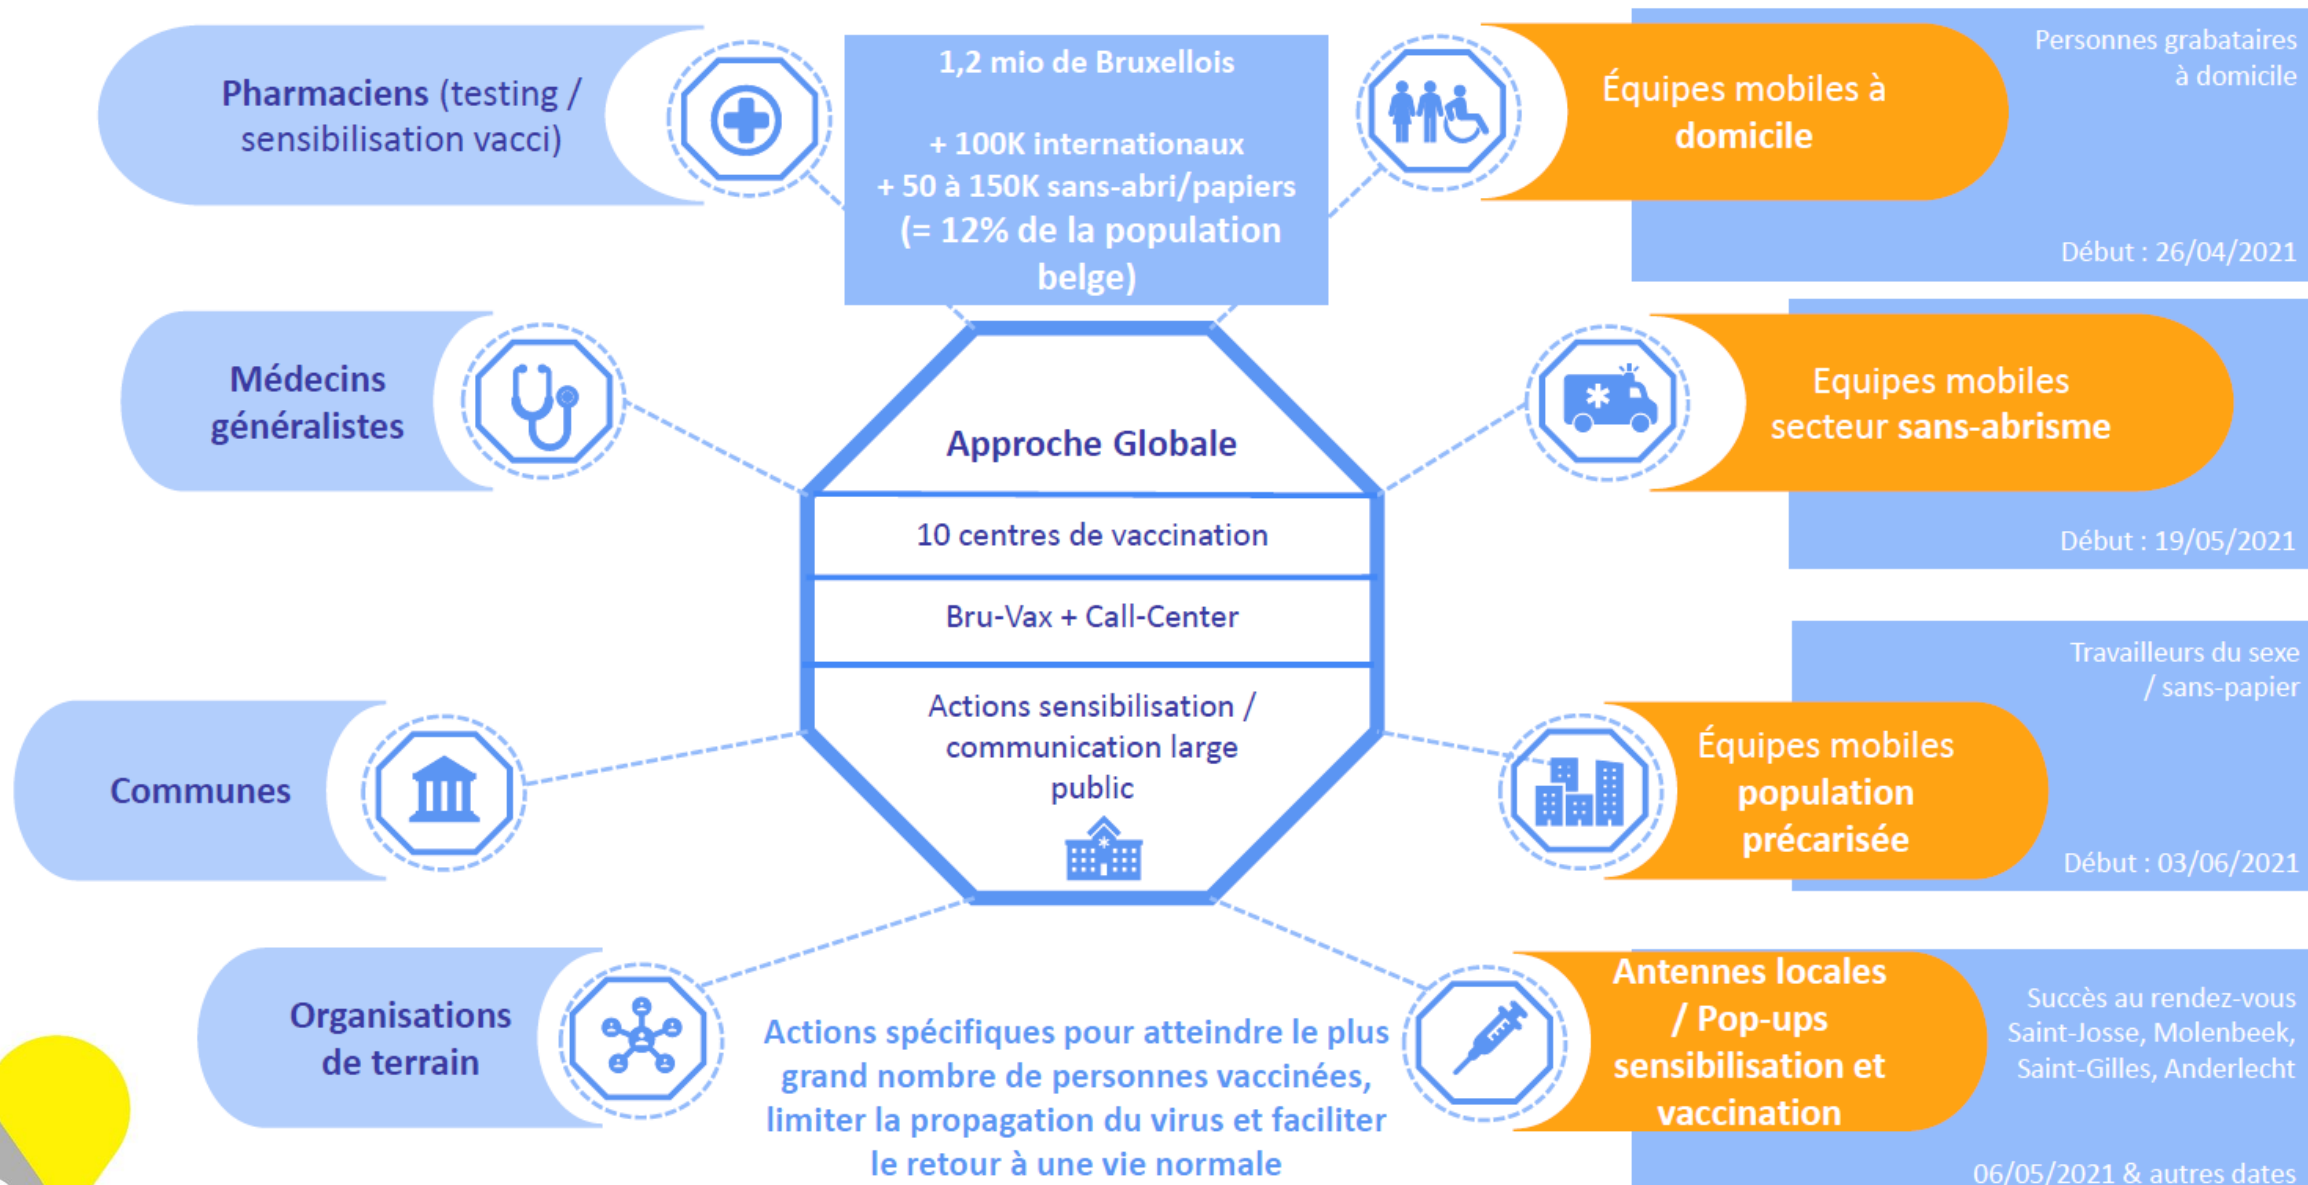 Pharmaciens (testing /
sensibilisation vacci)
1,2 mio de Bruxellois
+ 100K internationaux
+ 50 à 150K sans-abri/papiers
(= 12% de la population
belge)
Équipes mobiles à
domicile
Personnes grabataires
à domicile
Début : 26/04/2021
Médecins
généralistes
Approche Globale
10 centres de vaccination
Bru-Vax + Call-Center
Actions sensibilisation /
communication large
public
Equipes mobiles
secteur sans-abrisme
Début : 19/05/2021
Communes
Équipes mobiles
population
précarisée
Travailleurs du sexe
/ sans-papier
Début : 03/06/2021
Organisations
de terrain
Actions spécifiques pour atteindre le plus
grand nombre de personnes vaccinées,
limiter la propagation du virus et faciliter
le retour à une vie normale
Antennes locales
/ Pop-ups
sensibilisation et
vaccination
Succès au rendez-vous
Saint-Josse, Molenbeek,
Saint-Gilles, Anderlecht
06/05/2021 & autres dates